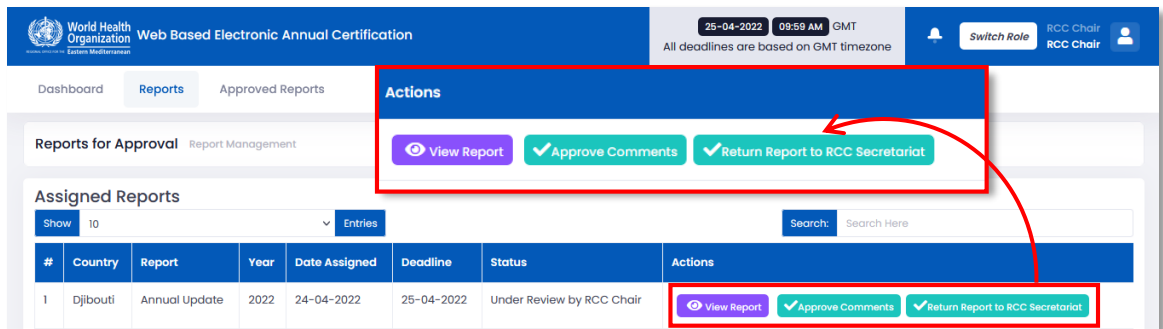 World Health Organization
Eastern Mediterranean
Web Based Electronic Annual Certification
25-04-2022 09:59 AM GMT
All deadlines are based on GMT timezone
Switch Role
RCC Chair
RCC Chair
Dashboard Reports Approved Reports
Actions
View Report Approve Comments Return Report to RCC Secretariat
Reports for Approval Report Management
Assigned Reports
Show 10 Entries
Search: Search Here
# Country Report Year Date Assigned Deadline Status Actions
1 Djibouti Annual Update 2022 24-04-2022 25-04-2022 Under Review by RCC Chair View Report Approve Comments Return Report to RCC Secretariat